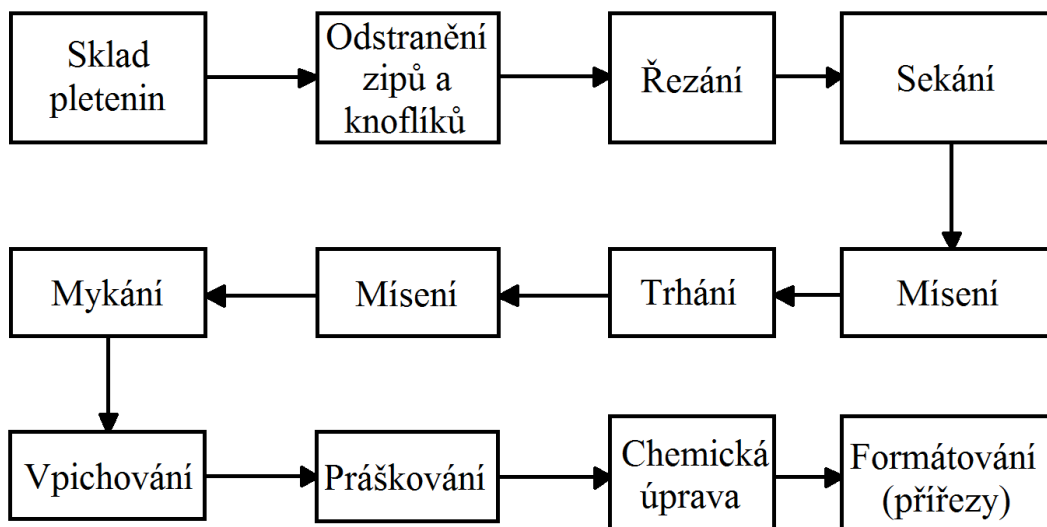 Sklad
pletenin
Odstranění
zipů a
knoflíků
Řezání
Sekání
Mísení
Trhání
Mísení
Mykání
Vpichování
Práškování
Chemická
úprava
Formátování
(přířezy)